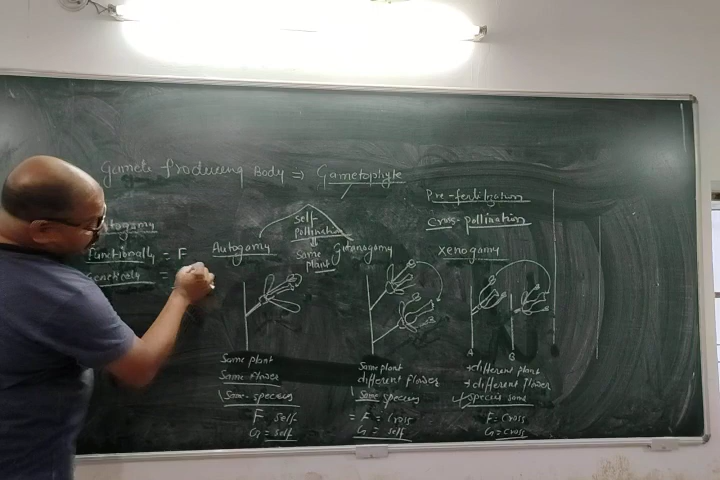 Gamete Producing Body ⇒ Gametophyte
Pre-fertilization
Self-
Pollination
cross-pollination
togamy
Functionally = F
Genetically =
Autogamy
Same
plant
Gitonogamy
xenogamy
A
B
Same plant
Same flower
Same-species
F self
G = self
Same plant
different flower
Same species
= F = Cross
G = self
+ different plant
+ different flower
species same
F = Cross
G = cross